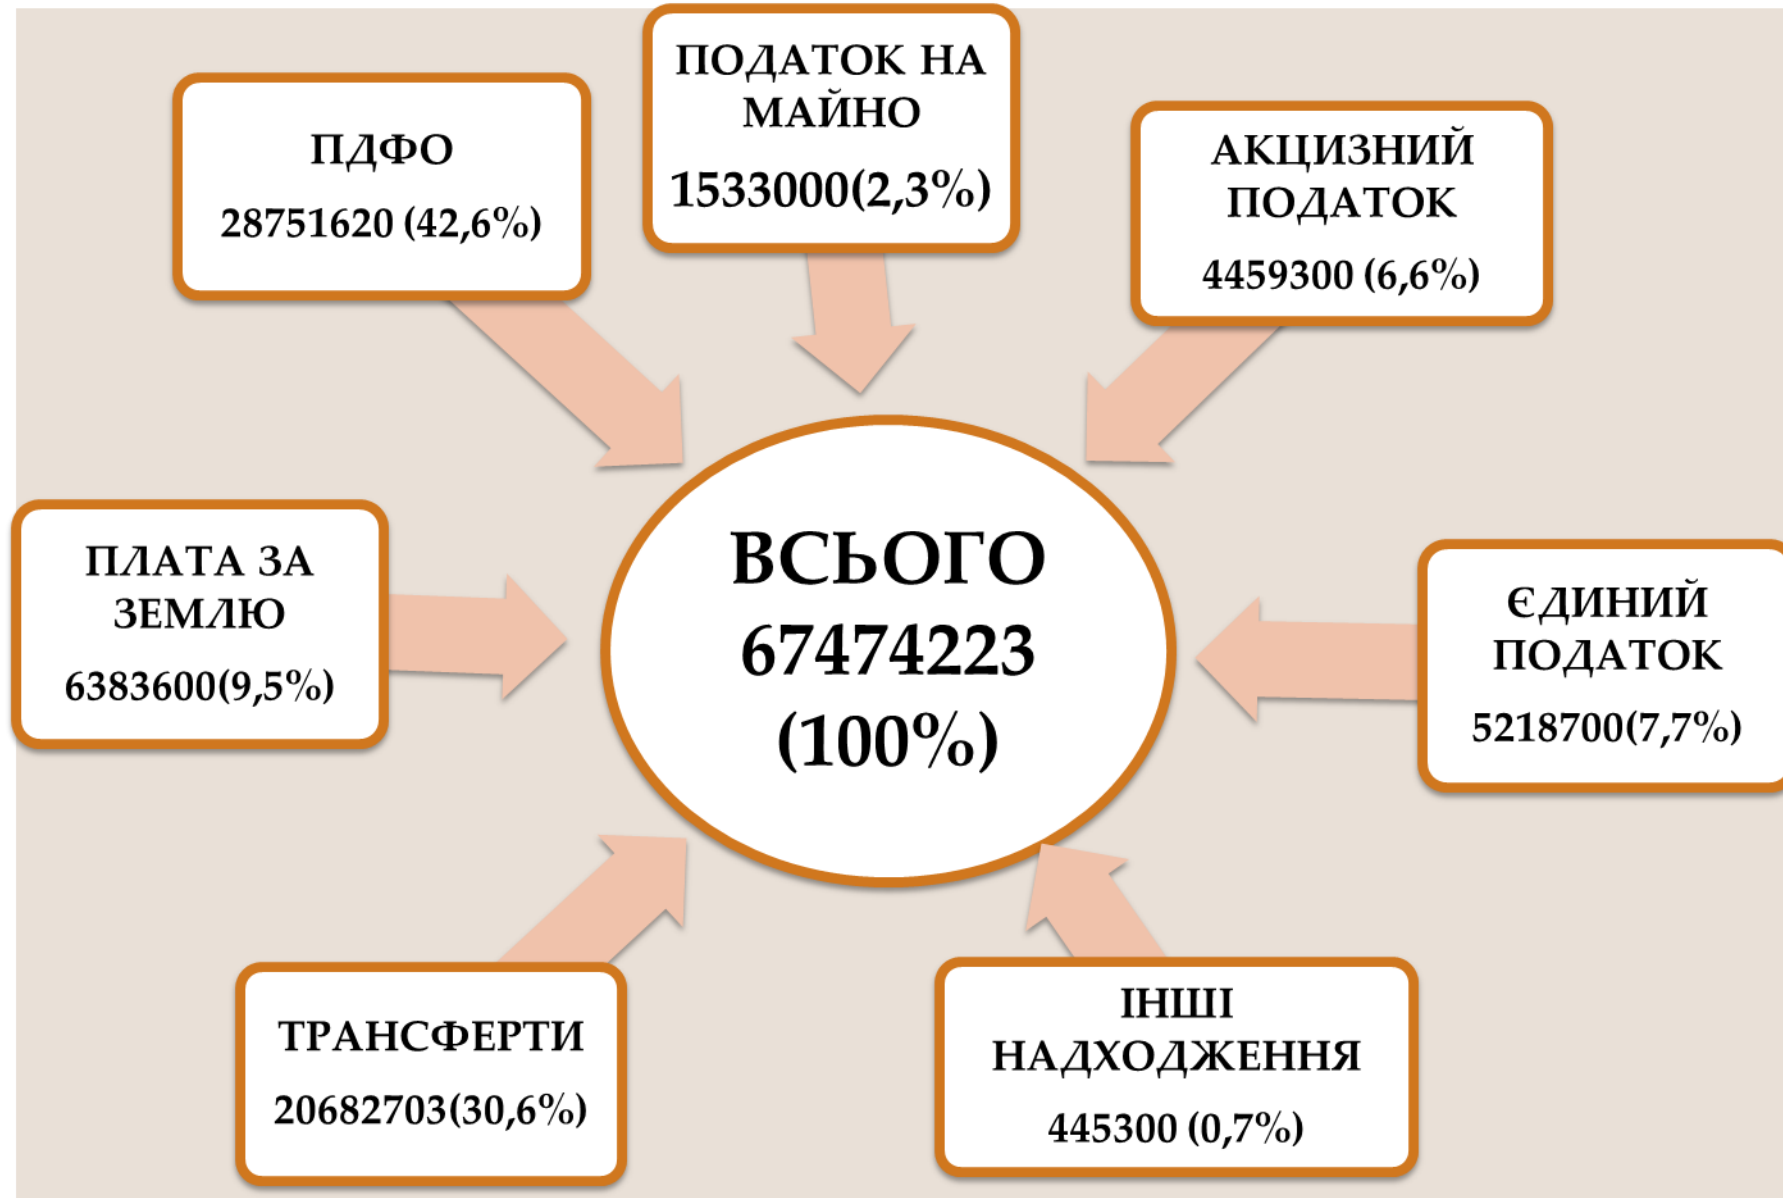 ПОДАТОК НА
МАЙНО
1533000(2,3%)
ПДФО
28751620 (42,6%)
АКЦИЗНИЙ
ПОДАТОК
4459300 (6,6%)
ПЛАТА ЗА
ЗЕМЛЮ
6383600(9,5%)
ВСЬОГО
67474223
(100%)
ЄДИНИЙ
ПОДАТОК
5218700(7,7%)
ТРАНСФЕРТИ
20682703(30,6%)
ІНШІ
НАДХОДЖЕННЯ
445300 (0,7%)